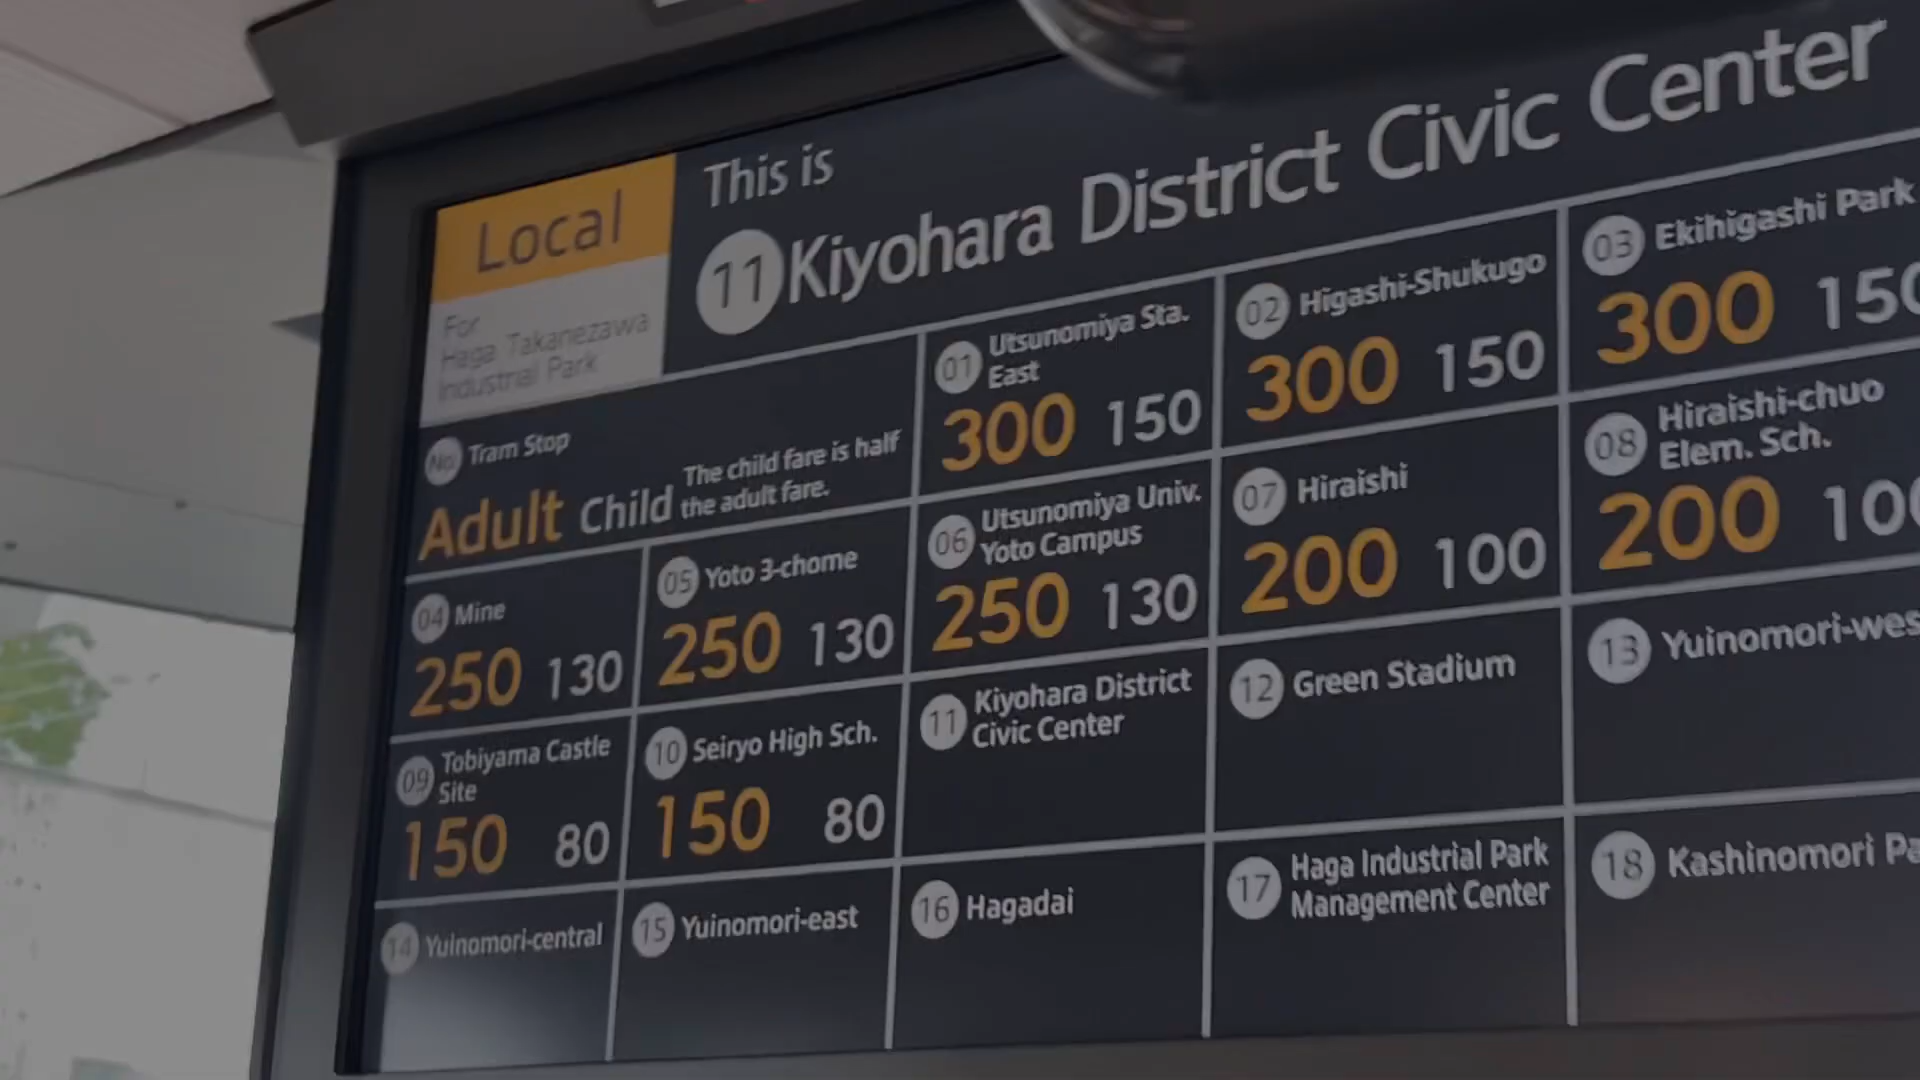 Local
For
Haga Takanezawa
Industrial Park
This is
11 Kiyohara District Civic Center
No. Tram Stop
Adult Child The child fare is half
the adult fare.
01 Utsunomiya Sta.
East
300 150
02 Higashi-Shukugo
300 150
03 Ekihigashi Park
300 150
04 Mine
250 130
05 Yoto 3-chome
250 130
06 Utsunomiya Univ.
Yoto Campus
250 130
07 Hiraishi
200 100
08 Hiraishi-chuo
Elem. Sch.
200 100
09 Tobiyama Castle
Site
150 80
10 Seiryo High Sch.
150 80
11 Kiyohara District
Civic Center
12 Green Stadium
13 Yuinomori-wes
14 Yuinomori-central
15 Yuinomori-east
16 Hagadai
17 Haga Industrial Park
Management Center
18 Kashinomori Pa